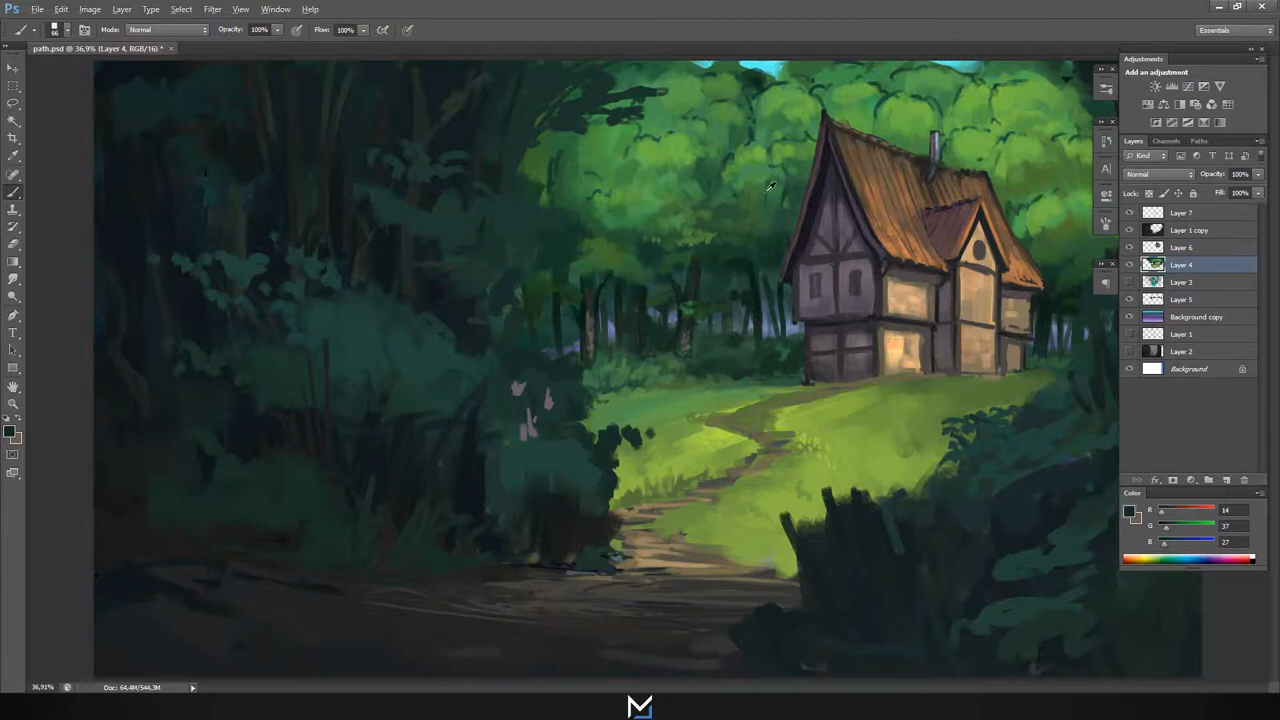 Ps File Edit Image Layer Type Select Filter 3D View Window Help
66 Mode: Normal Opacity: 100% Flow: 100% Essentials
path.psd @ 36,9% (Layer 4, RGB/16) * ×
Adjustments
Add an adjustment
Layers Channels Paths
Kind
Normal Opacity: 100%
Lock: Fill: 100%
Layer 7
Layer 1 copy
Layer 6
Layer 4
Layer 3
Layer 5
Background copy
Layer 1
Layer 2
Background
Color
R 14
G 37
B 27
36,91% Doc: 64,4M/544,3M